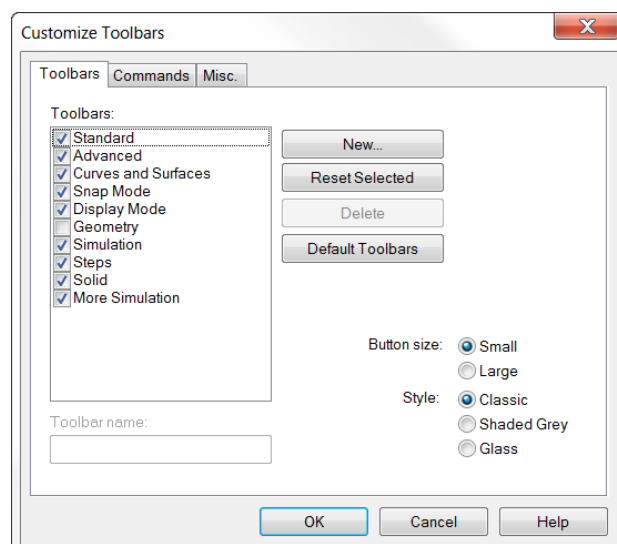 Customize Toolbars
Toolbars Commands Misc.
Toolbars:
Standard
Advanced
Curves and Surfaces
Snap Mode
Display Mode
Geometry
Simulation
Steps
Solid
More Simulation
New...
Reset Selected
Delete
Default Toolbars
Button size: Small
Large
Style: Classic
Shaded Grey
Glass
Toolbar name:
OK Cancel Help